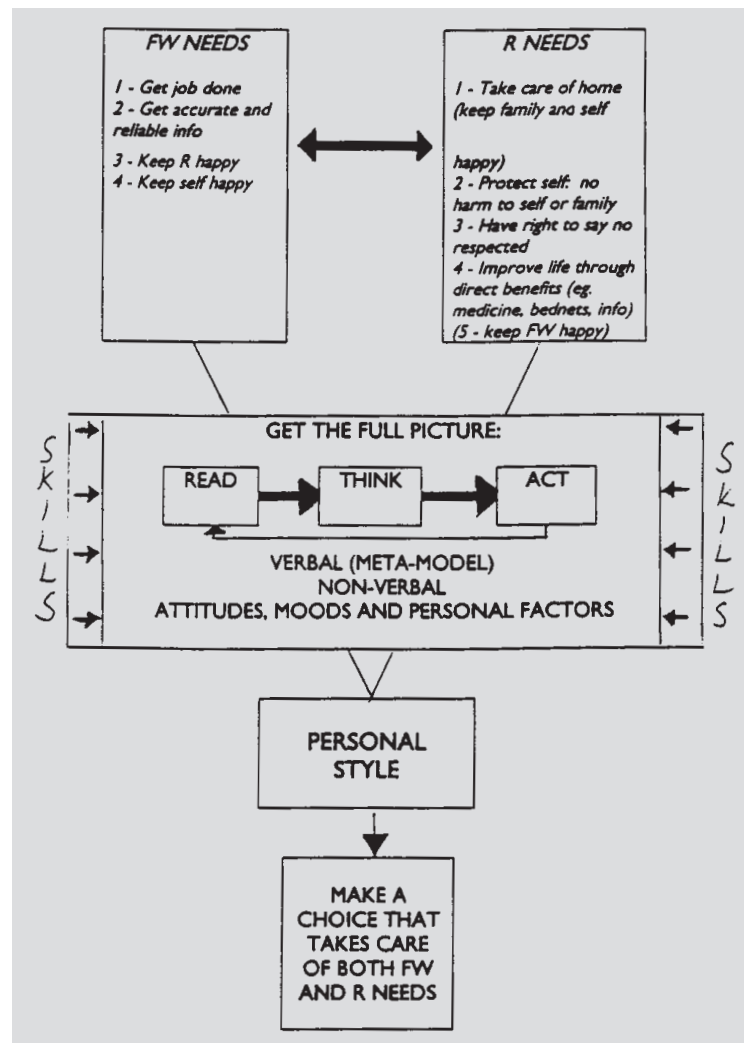 FW NEEDS
1 - Get job done
2 - Get accurate and
reliable info
3 - Keep R happy
4 - Keep self happy
R NEEDS
1 - Take care of home
(keep family and self
happy)
2 - Protect self: no
harm to self or family
3 - Have right to say no
respected
4 - Improve life through
direct benefits (eg.
medicine, bednets, info)
(5 - keep FW happy)
SKILLS
GET THE FULL PICTURE:
READ
THINK
ACT
VERBAL (META-MODEL)
NON-VERBAL
ATTITUDES, MOODS AND PERSONAL FACTORS
SKILLS
PERSONAL
STYLE
MAKE A
CHOICE THAT
TAKES CARE
OF BOTH FW
AND R NEEDS